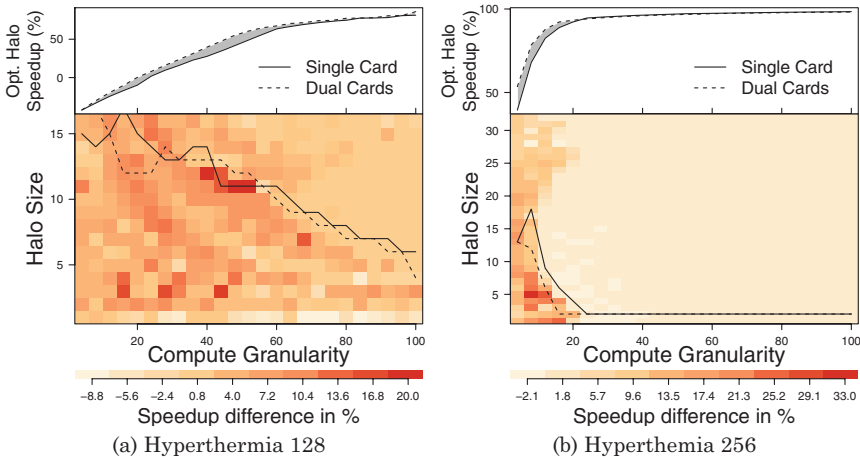 Opt. Halo
Speedup (%)
0
Single Card
Dual Cards
Halo Size
15
10
5
20
40
60
80
100
Compute Granularity
−8.8 −5.6 −2.4 0.8 4.0 7.2 10.4 13.6 16.8 20.0
Speedup difference in %
(a) Hyperthermia 128
Opt. Halo
Speedup (%)
100
50
Single Card
Dual Cards
Halo Size
30
25
20
15
10
5
20
40
60
80
100
Compute Granularity
−2.1 1.8 5.7 9.6 13.5 17.4 21.3 25.2 29.1 33.0
Speedup difference in %
(b) Hyperthemia 256